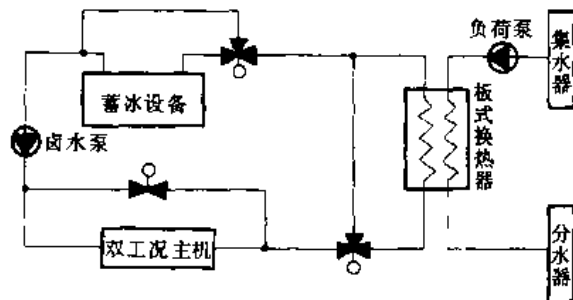 负荷泵
集水器
蓄冰设备
板式换热器
卤水泵
双工况主机
分水器